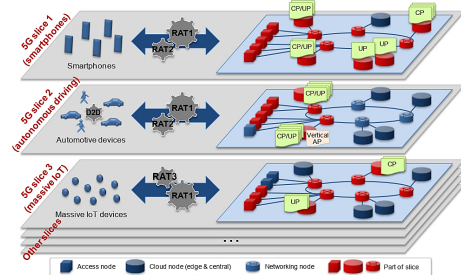 5G slice 1
(smartphones)
Smartphones
RAT1
RAT2
CP/UP
CP
CP/UP
UP
UP
5G slice 2
(autonomous driving)
D2D
Automotive devices
RAT1
RAT2
CP/UP
CP/UP
Vertical
AP
5G slice 3
(massive IoT)
Massive IoT devices
RAT3
RAT1
CP
UP
Other slices
...
Access node
Cloud node (edge & central)
Networking node
Part of slice